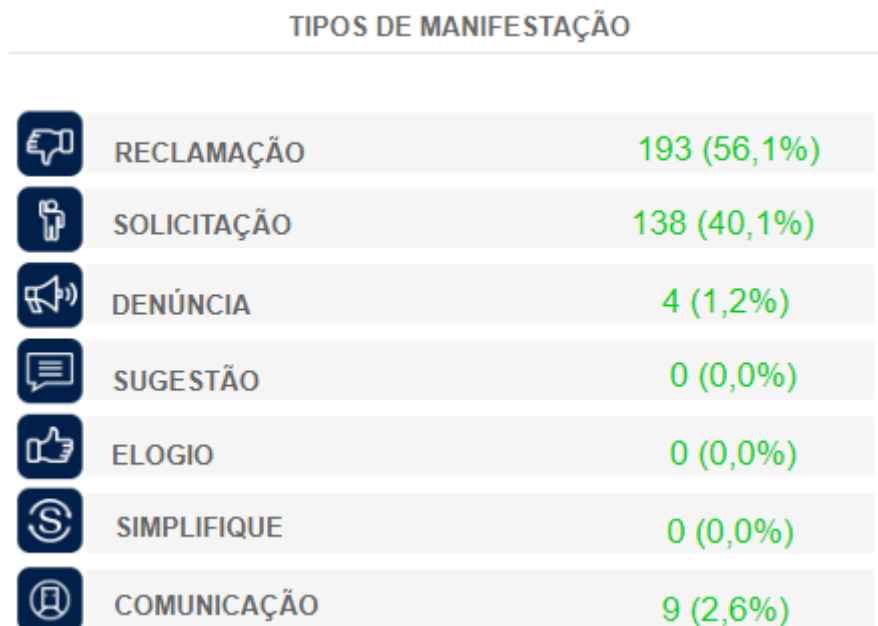 TIPOS DE MANIFESTAÇÃO
RECLAMAÇÃO 193 (56,1%)
SOLICITAÇÃO 138 (40,1%)
DENÚNCIA 4 (1,2%)
SUGESTÃO 0 (0,0%)
ELOGIO 0 (0,0%)
SIMPLIFIQUE 0 (0,0%)
COMUNICAÇÃO 9 (2,6%)